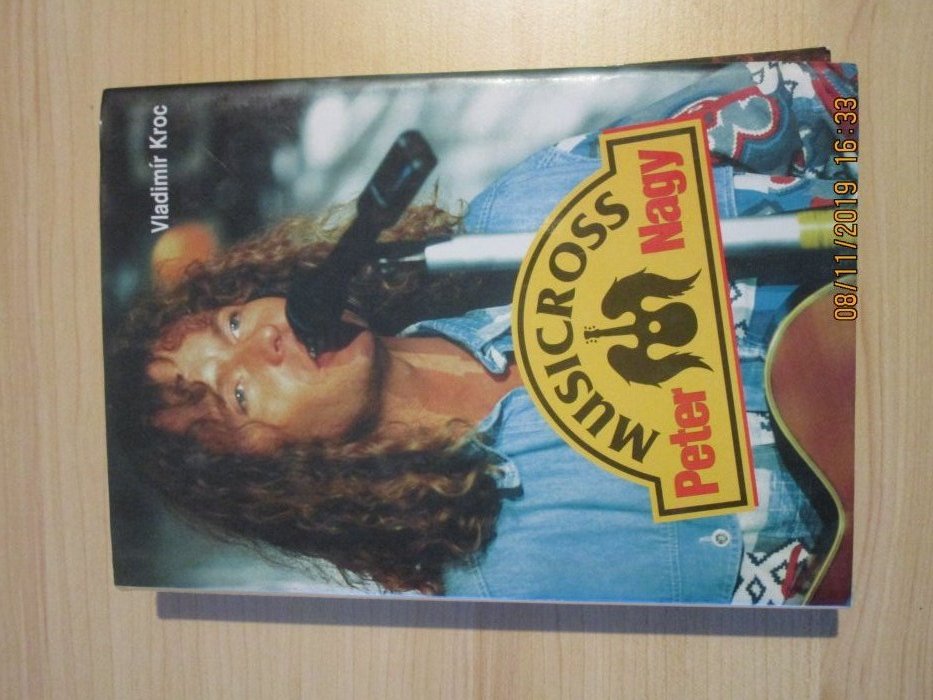 Vladimír Kroc
MUSICROSS
Peter Nagy
08/11/2019 16:33